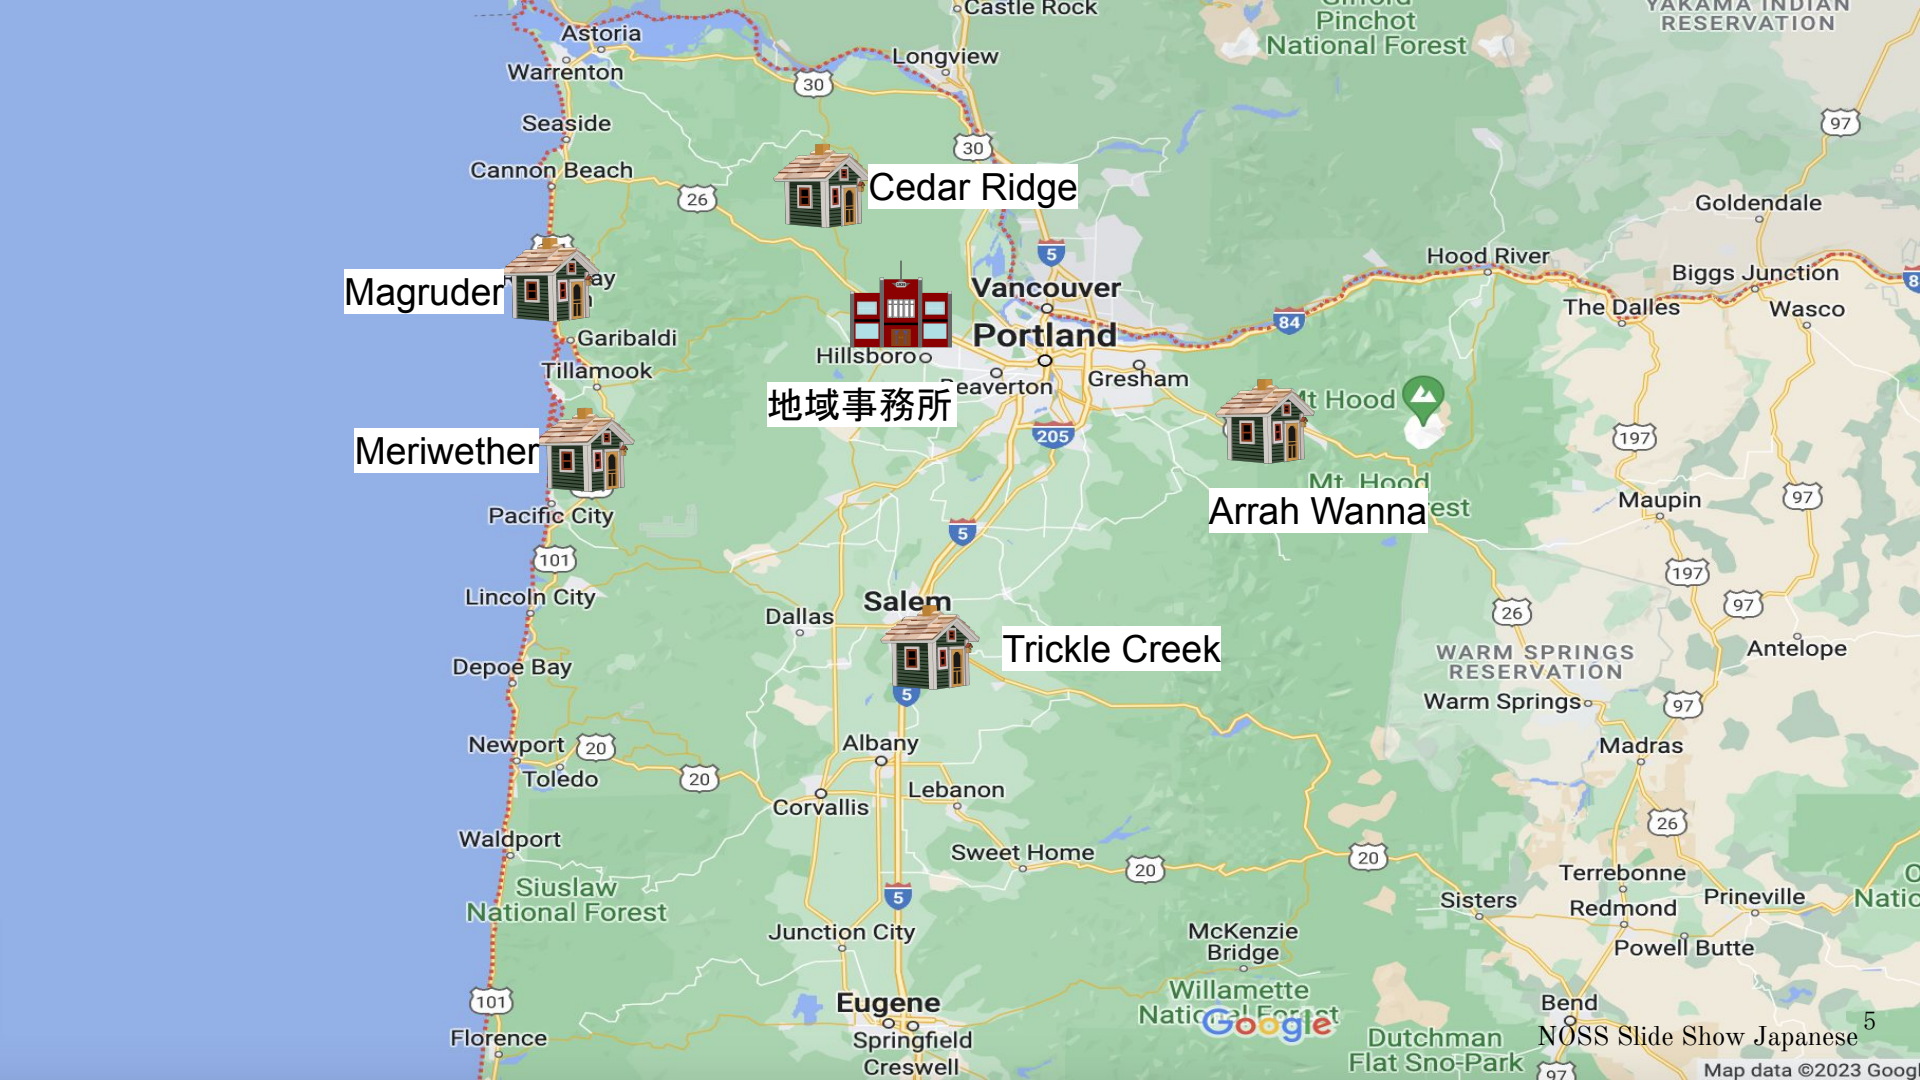 Castle Rock
Gifford
Pinchot
National Forest
YAKAMA INDIAN
RESERVATION
Astoria
Longview
Warrenton
30
Seaside
97
30
Cannon Beach
26
Cedar Ridge
Goldendale
5
Hood River
Magruder
Biggs Junction
Vancouver
The Dalles
Wasco
84
Garibaldi
Portland
Hillsboro
Tillamook
Beaverton
Gresham
地域事務所
Mt Hood
205
197
Meriwether
Mt. Hood
Maupin
97
Pacific City
Arrah Wanna
5
101
197
Lincoln City
Salem
97
Dallas
26
Trickle Creek
Antelope
WARM SPRINGS
RESERVATION
Depoe Bay
5
Warm Springs
97
Newport
20
Albany
Madras
Toledo
20
Lebanon
Corvallis
26
Waldport
Sweet Home
20
20
Terrebonne
Siuslaw
National Forest
5
Sisters
Redmond
Prineville
Junction City
McKenzie
Bridge
Powell Butte
101
Eugene
Willamette
National Forest
Google
Bend
Florence
Springfield
Dutchman
Flat Sno-Park
NOSS Slide Show Japanese
5
Creswell
97
Map data ©2023 Googl